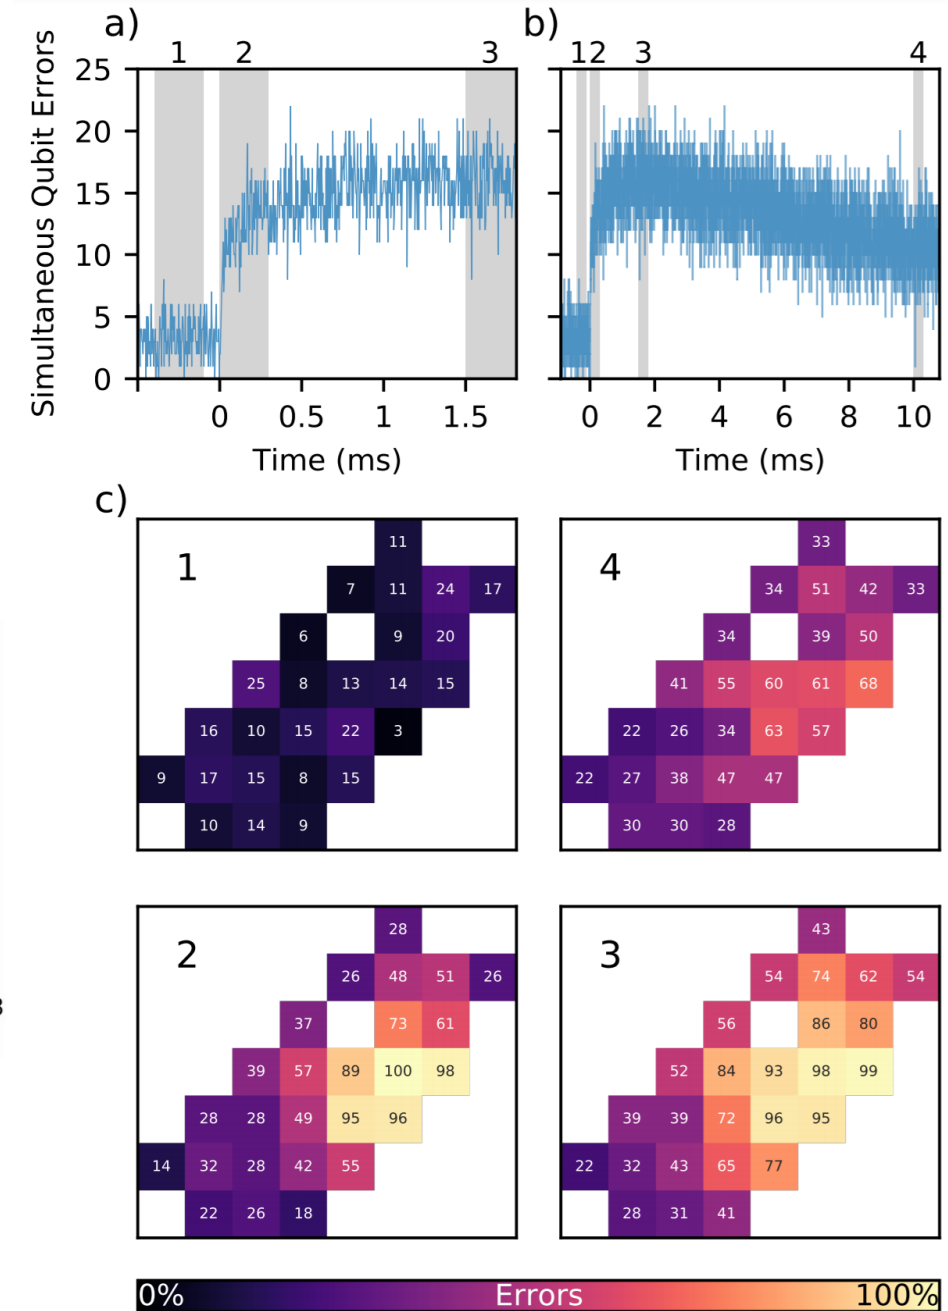 a)
b)
1 2 3
1 2 3 4
Simultaneous Qubit Errors
25
20
15
10
5
0
0 0.5 1 1.5
0 2 4 6 8 10
Time (ms)
Time (ms)
c)
1
11
7 11 24 17
6 9 20
25 8 13 14 15
16 10 15 22 3
9 17 15 8 15
10 14 9
4
33
34 51 42 33
34 39 50
41 55 60 61 68
22 26 34 63 57
22 27 38 47 47
30 30 28
2
28
26 48 51 26
37 73 61
39 57 89 100 98
28 28 49 95 96
14 32 28 42 55
22 26 18
3
43
54 74 62 54
56 86 80
52 84 93 98 99
39 39 72 96 95
22 32 43 65 77
28 31 41
0% Errors 100%